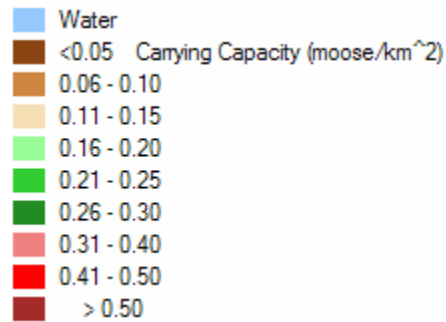 Water
<0.05 Carrying Capacity (moose/km^2)
0.06 - 0.10
0.11 - 0.15
0.16 - 0.20
0.21 - 0.25
0.26 - 0.30
0.31 - 0.40
0.41 - 0.50
> 0.50